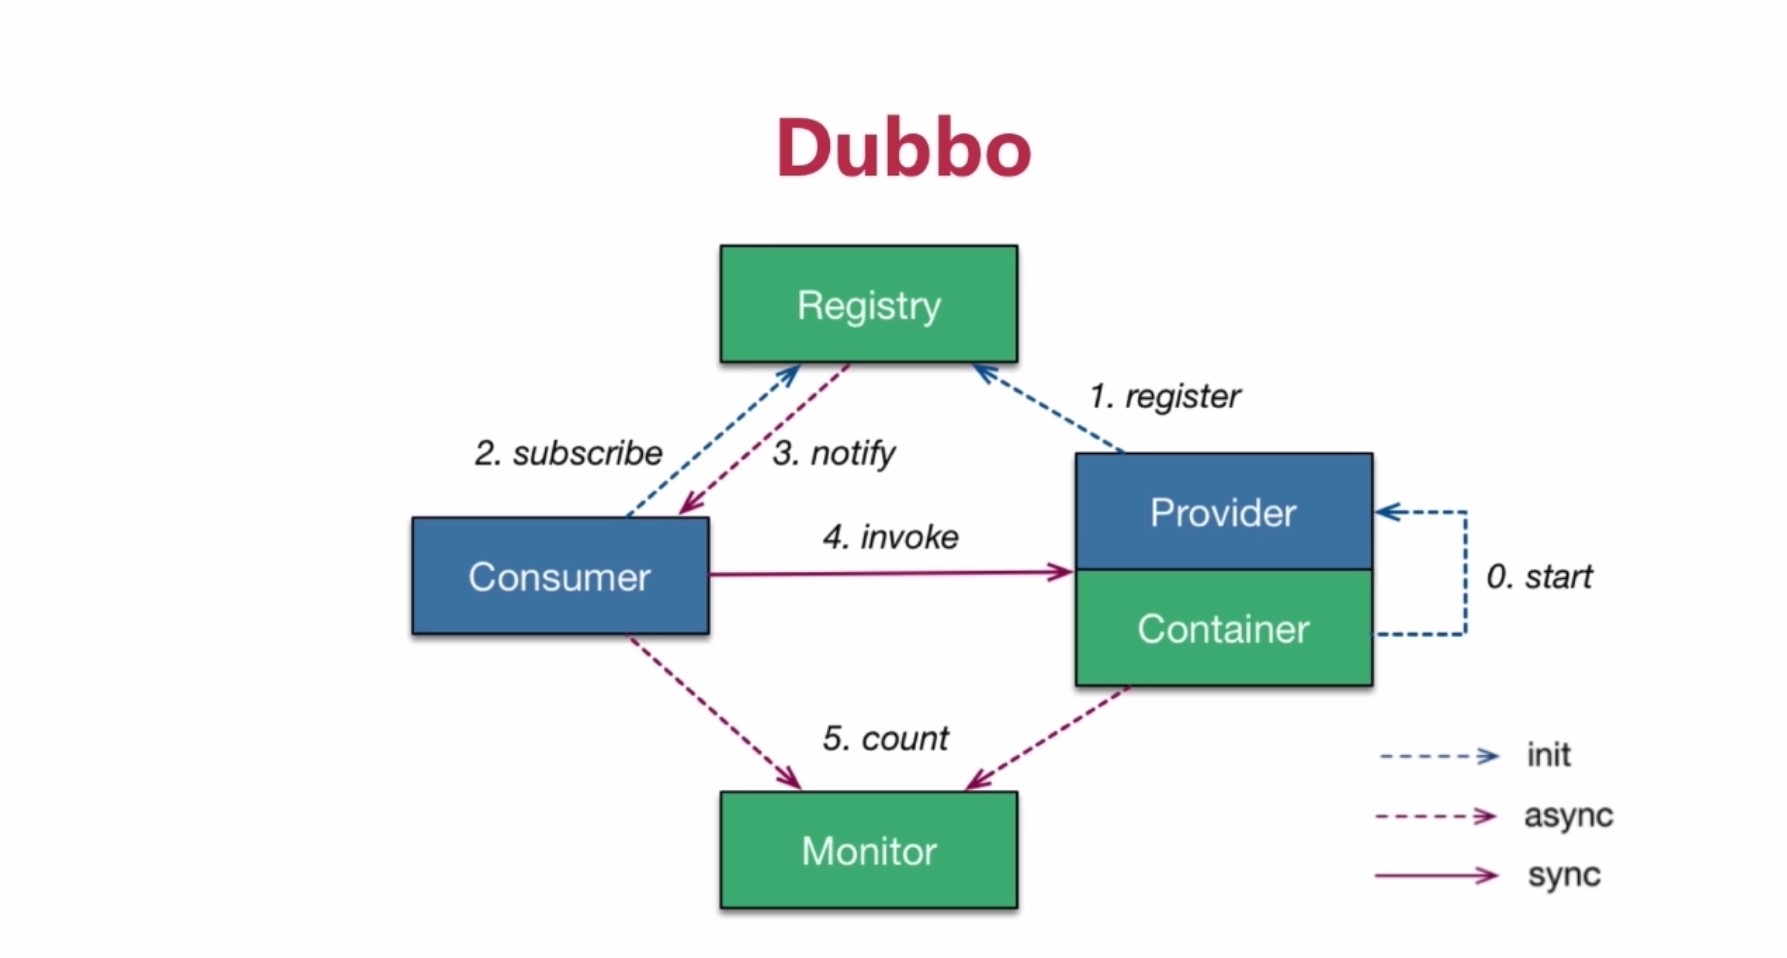 Dubbo
Registry
1. register
2. subscribe
3. notify
Provider
4. invoke
Consumer
0. start
Container
5. count
init
async
sync
Monitor